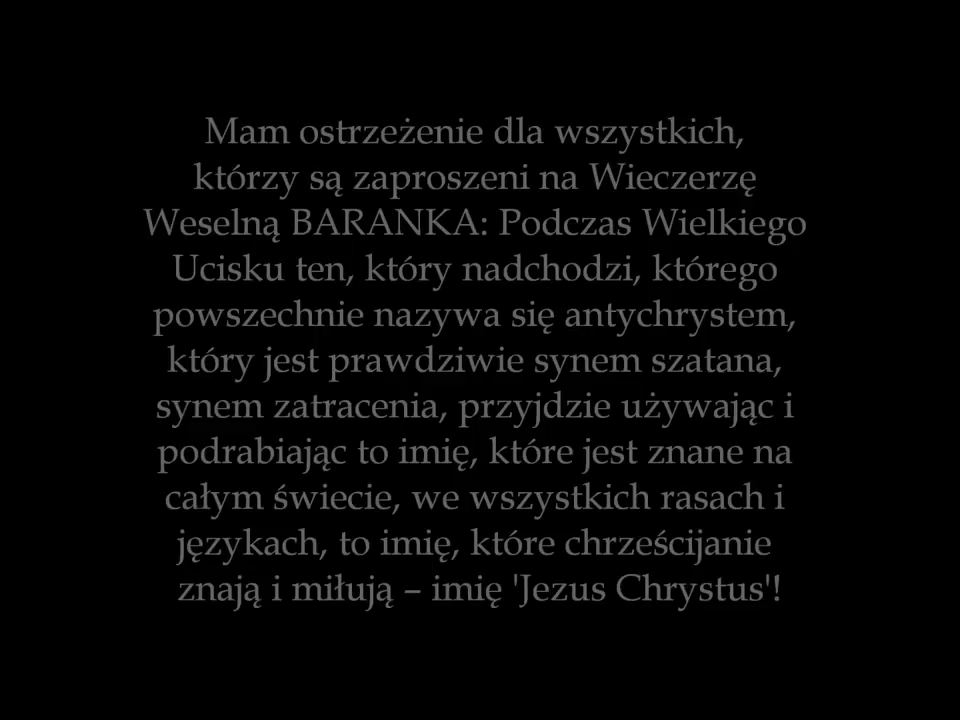 Mam ostrzeżenie dla wszystkich,
którzy są zaproszeni na Wieczerzę
Weselną BARANKA: Podczas Wielkiego
Ucisku ten, który nadchodzi, którego
powszechnie nazywa się antychrystem,
który jest prawdziwie synem szatana,
synem zatracenia, przyjdzie używając i
podrabiając to imię, które jest znane na
całym świecie, we wszystkich rasach i
językach, to imię, które chrześcijanie
znają i miłują – imię 'Jezus Chrystus'!